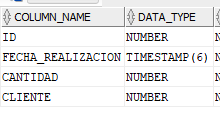 COLUMN_NAME DATA_TYPE
ID NUMBER
FECHA_REALIZACION TIMESTAMP(6)
CANTIDAD NUMBER
CLIENTE NUMBER